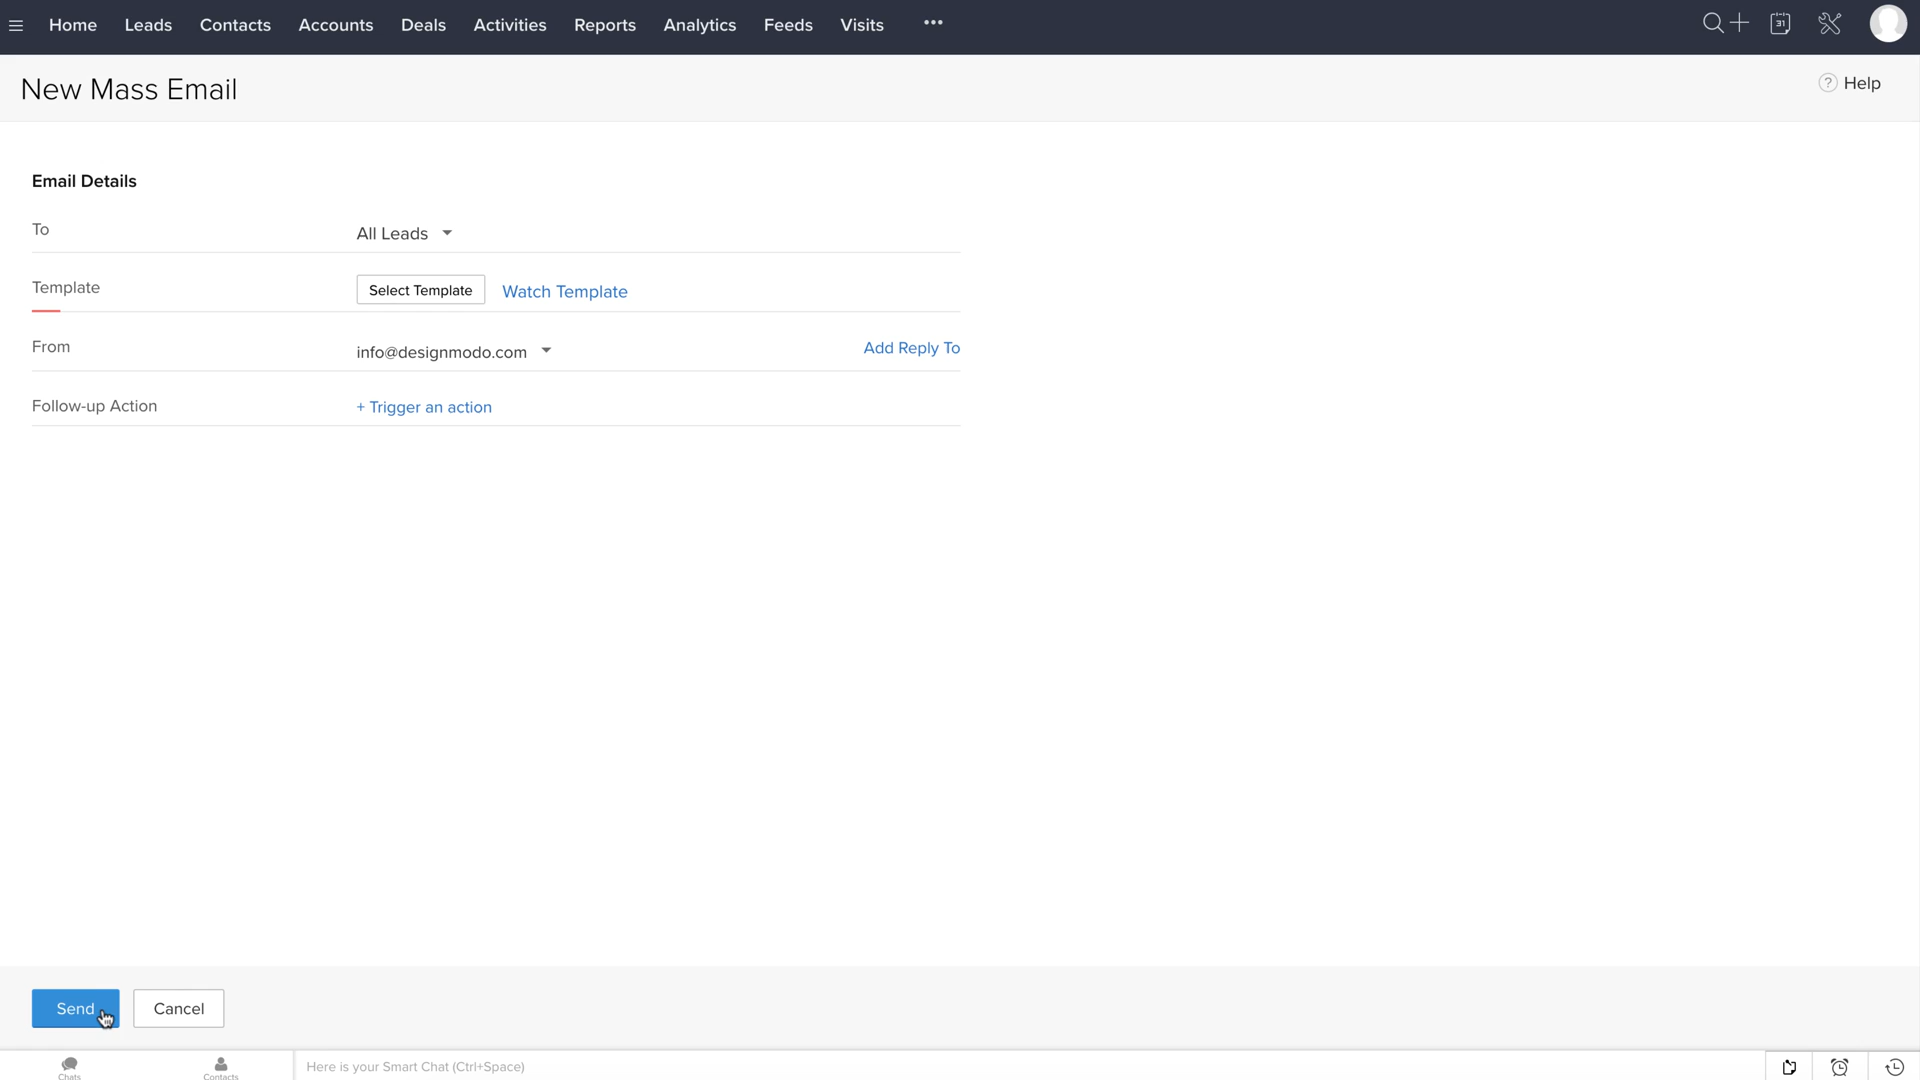 Home Leads Contacts Accounts Deals Activities Reports Analytics Feeds Visits •••
31
New Mass Email
? Help
Email Details
To All Leads
Template Select Template Watch Template
From info@designmodo.com Add Reply To
Follow-up Action + Trigger an action
Send Cancel
Chats Contacts Here is your Smart Chat (Ctrl+Space)